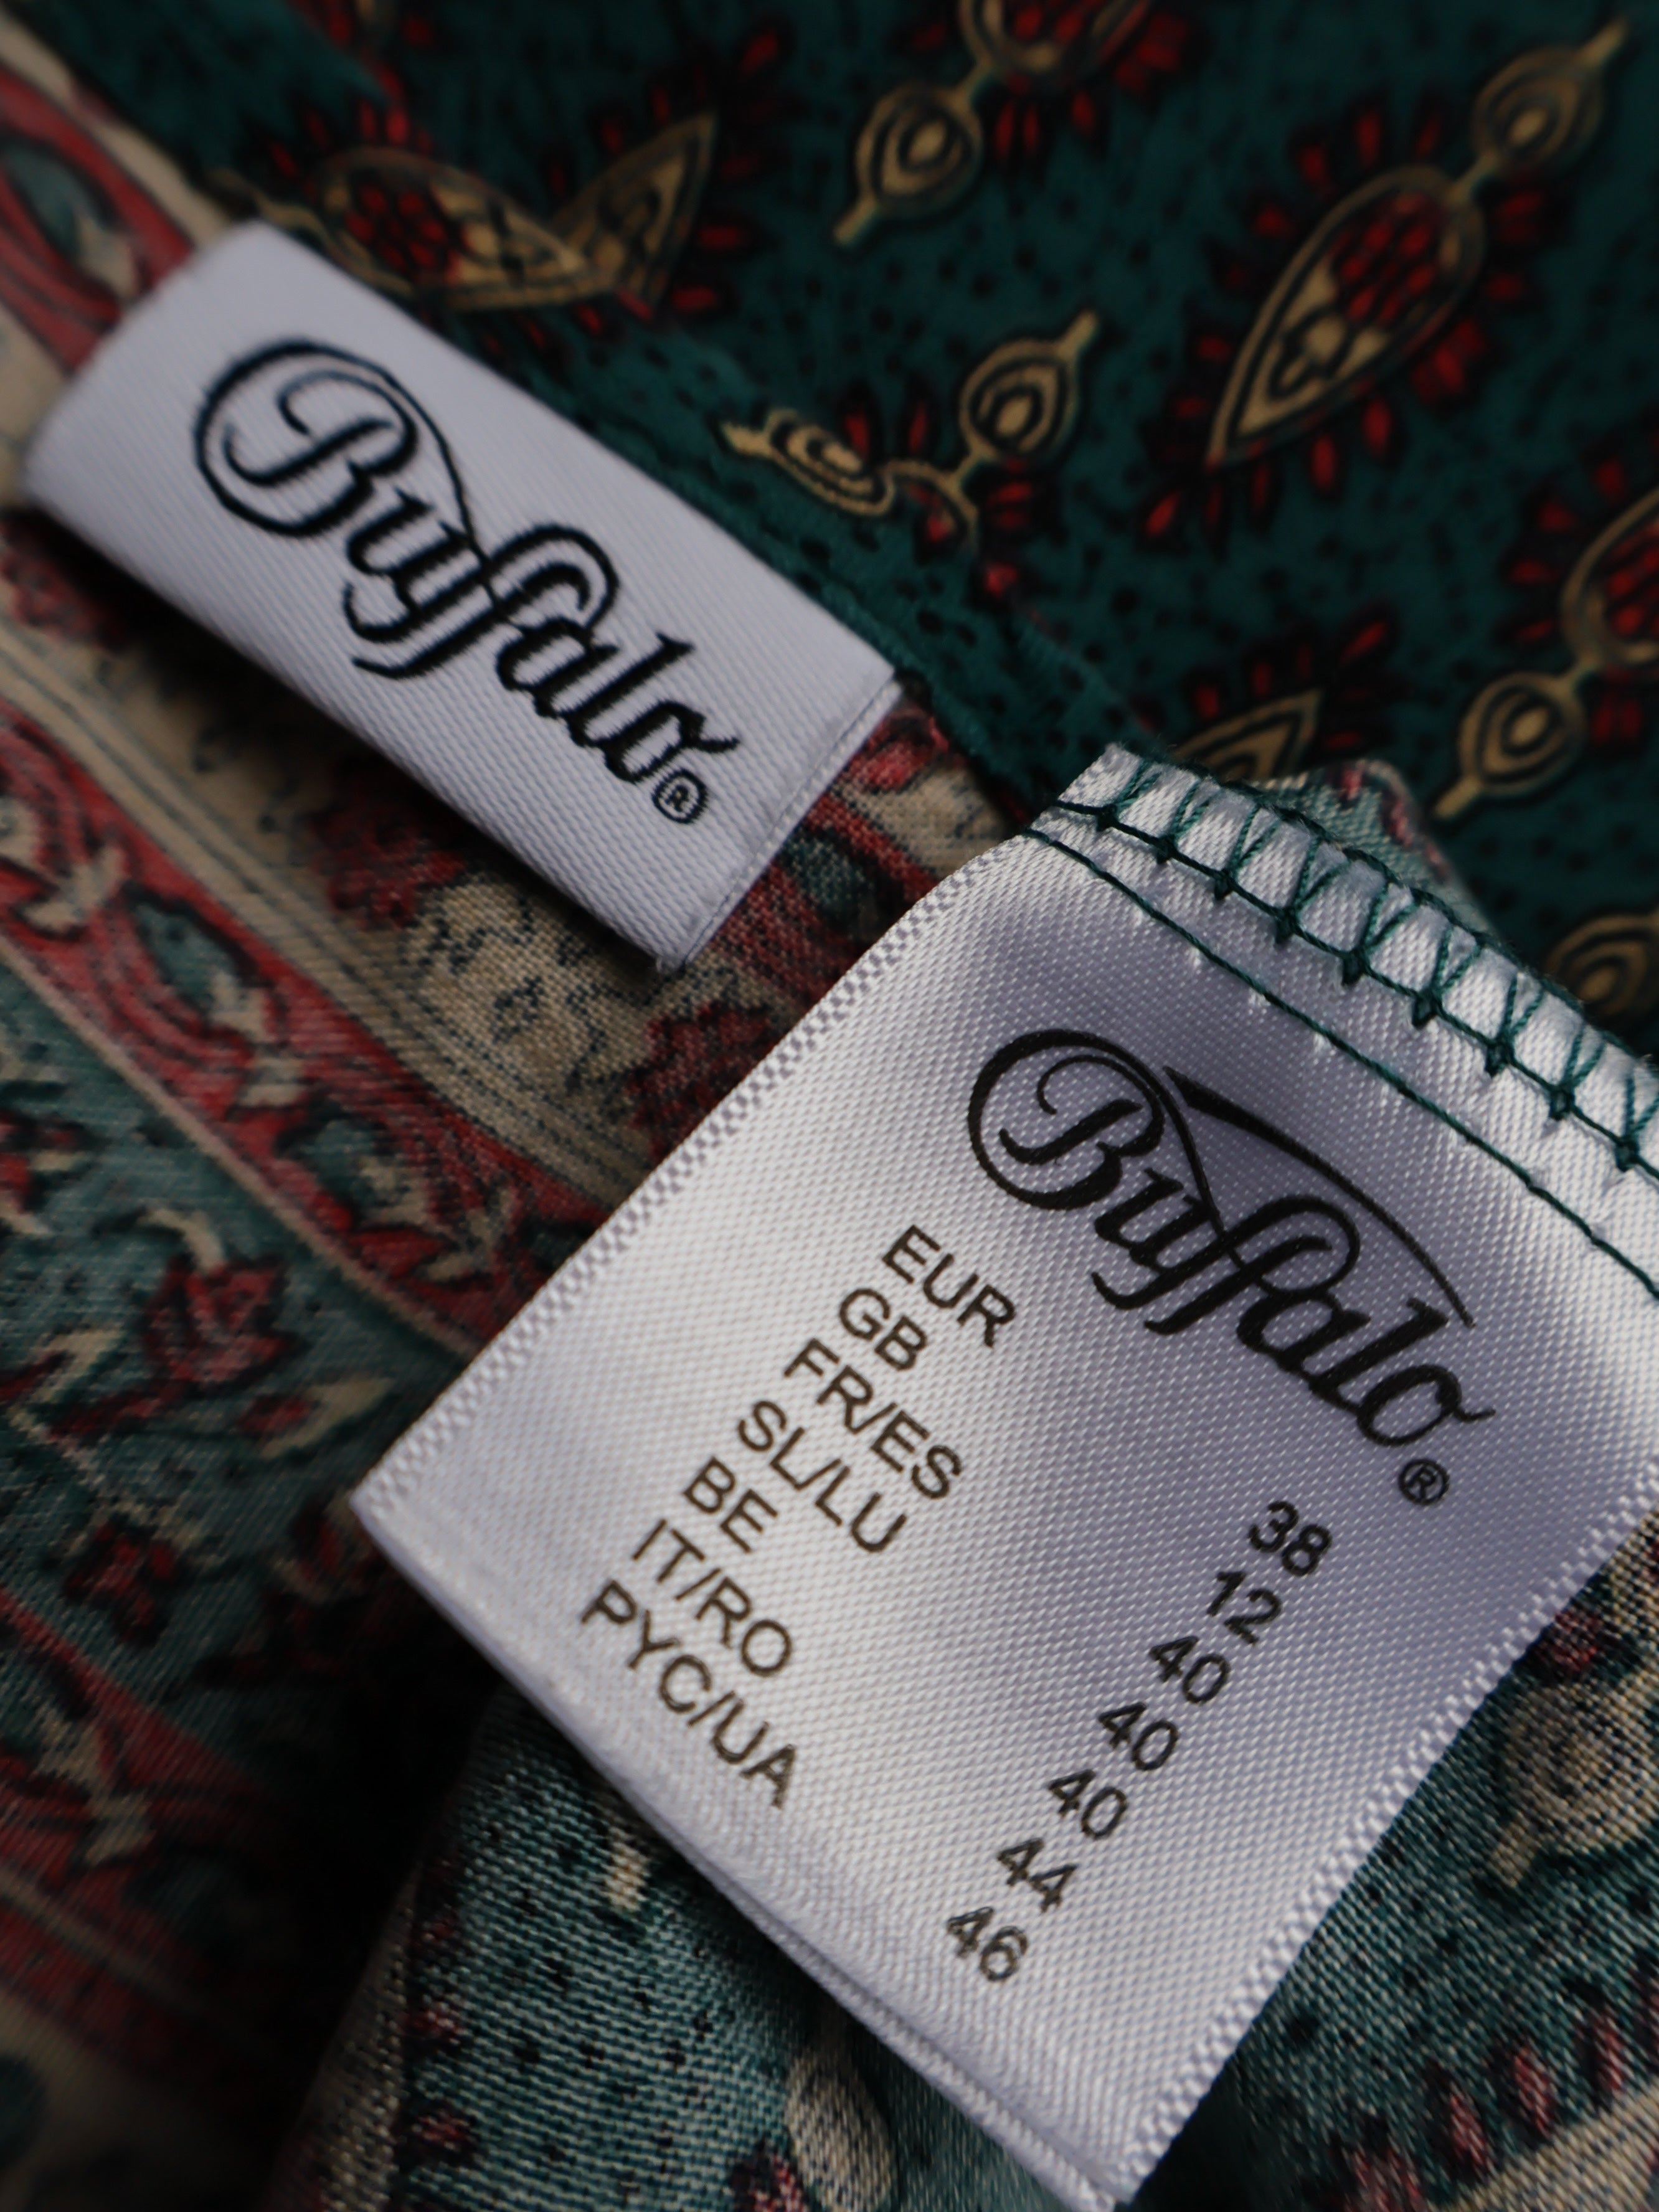 Buffalo®
Buffalo®
EUR 38
GB 12
FR/ES 40
SL/LU 40
BE 40
IT/RO 44
PYC/UA 46